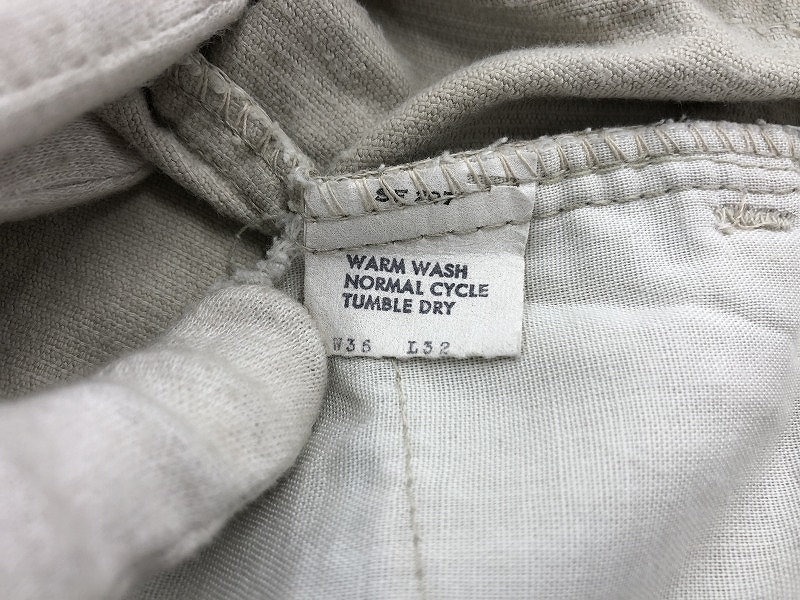 WARM WASH
NORMAL CYCLE
TUMBLE DRY
W36 L32